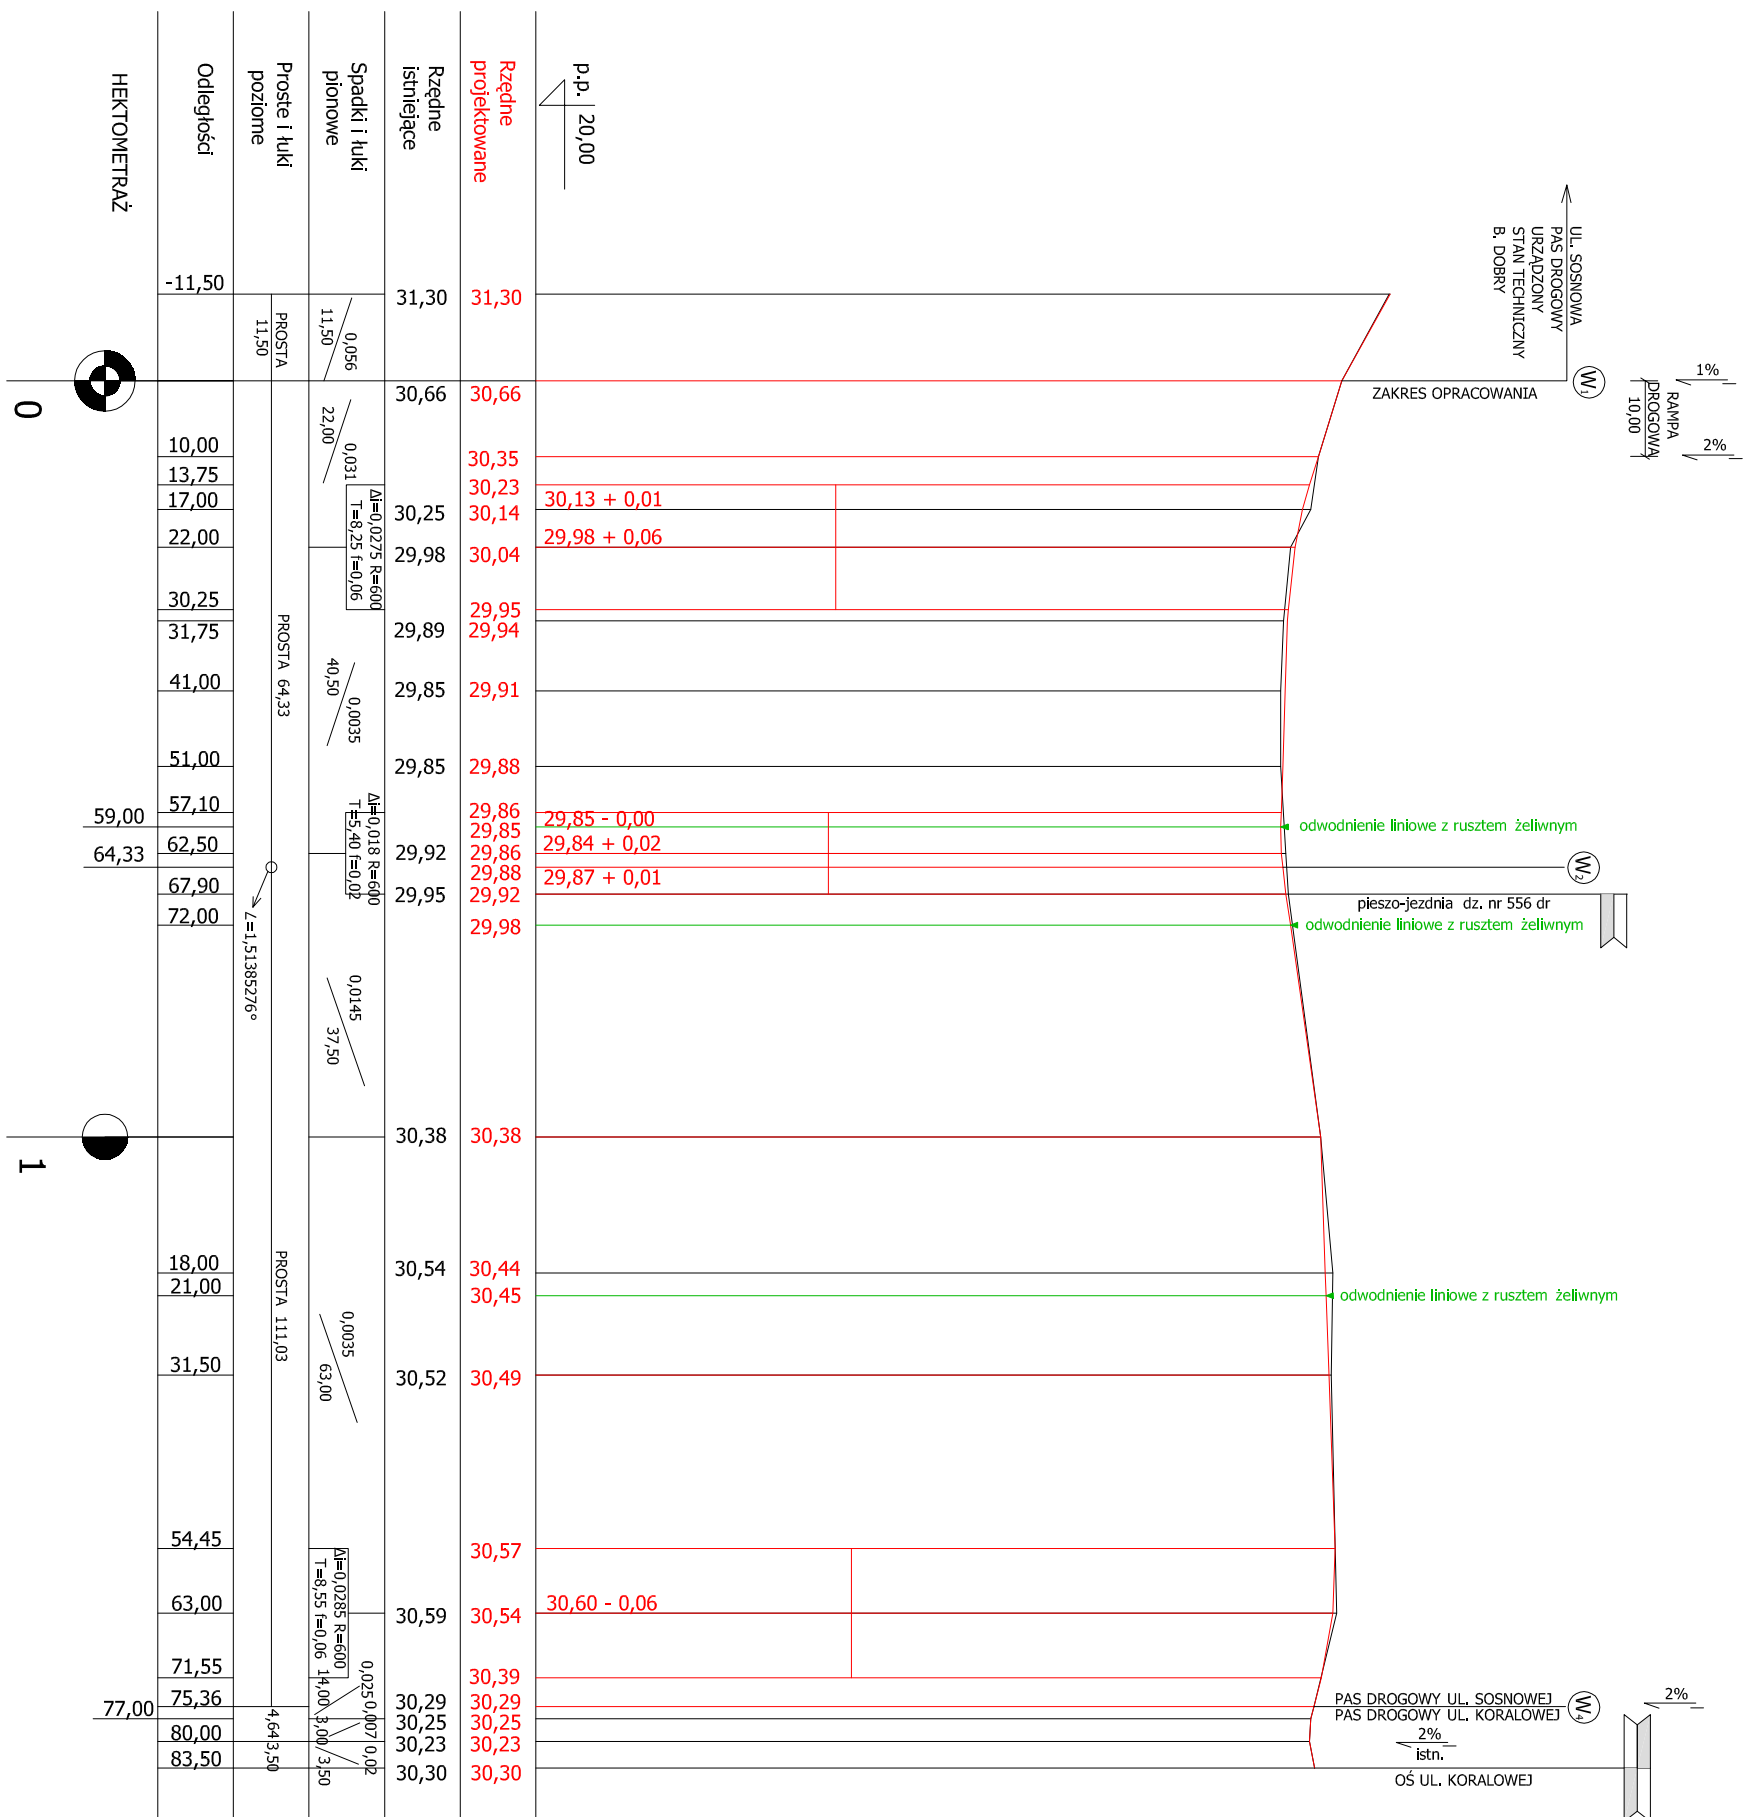 UL. SOSNOWA
PAS DROGOWY
URZĄDZONY
STAN TECHNICZNY
B. DOBRY
W1
ZAKRES OPRACOWANIA
1%
RAMPA
DROGOWA
10,00
2%
p.p. 20,00
odwodnienie liniowe z rusztem żeliwnym
W2
pieszo-jezdnia dz. nr 556 dr
odwodnienie liniowe z rusztem żeliwnym
odwodnienie liniowe z rusztem żeliwnym
PAS DROGOWY UL. SOSNOWEJ
PAS DROGOWY UL. KORALOWEJ
W4
2%
2%
istn.
OŚ UL. KORALOWEJ
30,13 + 0,01
29,98 + 0,06
29,85 - 0,00
29,84 + 0,02
29,87 + 0,01
30,60 - 0,06
Rzędne
projektowane
31,30
30,66
30,35
30,23
30,14
30,04
29,95
29,94
29,91
29,88
29,86
29,85
29,86
29,88
29,92
29,98
30,38
30,44
30,45
30,49
30,57
30,54
30,39
30,29
30,25
30,23
30,30
Rzędne
istniejące
31,30
30,66
30,25
29,98
29,89
29,85
29,85
29,92
29,95
30,38
30,54
30,52
30,59
30,29
30,25
30,23
30,30
Spadki i łuki
pionowe
0,056
11,50
0,031
22,00
Δi=0,0275 R=600
T=8,25 f=0,06
0,0035
40,50
Δi=0,018 R=600
T=5,40 f=0,02
0,0145
37,50
0,0035
63,00
Δi=0,0285 R=600
T=8,55 f=0,06
0,025
14,00
0,007
3,00
0,02
3,50
Proste i łuki
poziome
PROSTA
11,50
PROSTA 64,33
∠=1,51385276°
PROSTA 111,03
4,64
3,50
Odległości
-11,50
10,00
13,75
17,00
22,00
30,25
31,75
41,00
51,00
57,10
62,50
67,90
72,00
18,00
21,00
31,50
54,45
63,00
71,55
75,36
80,00
83,50
HEKTOMETRAŻ
59,00
64,33
77,00
0
1